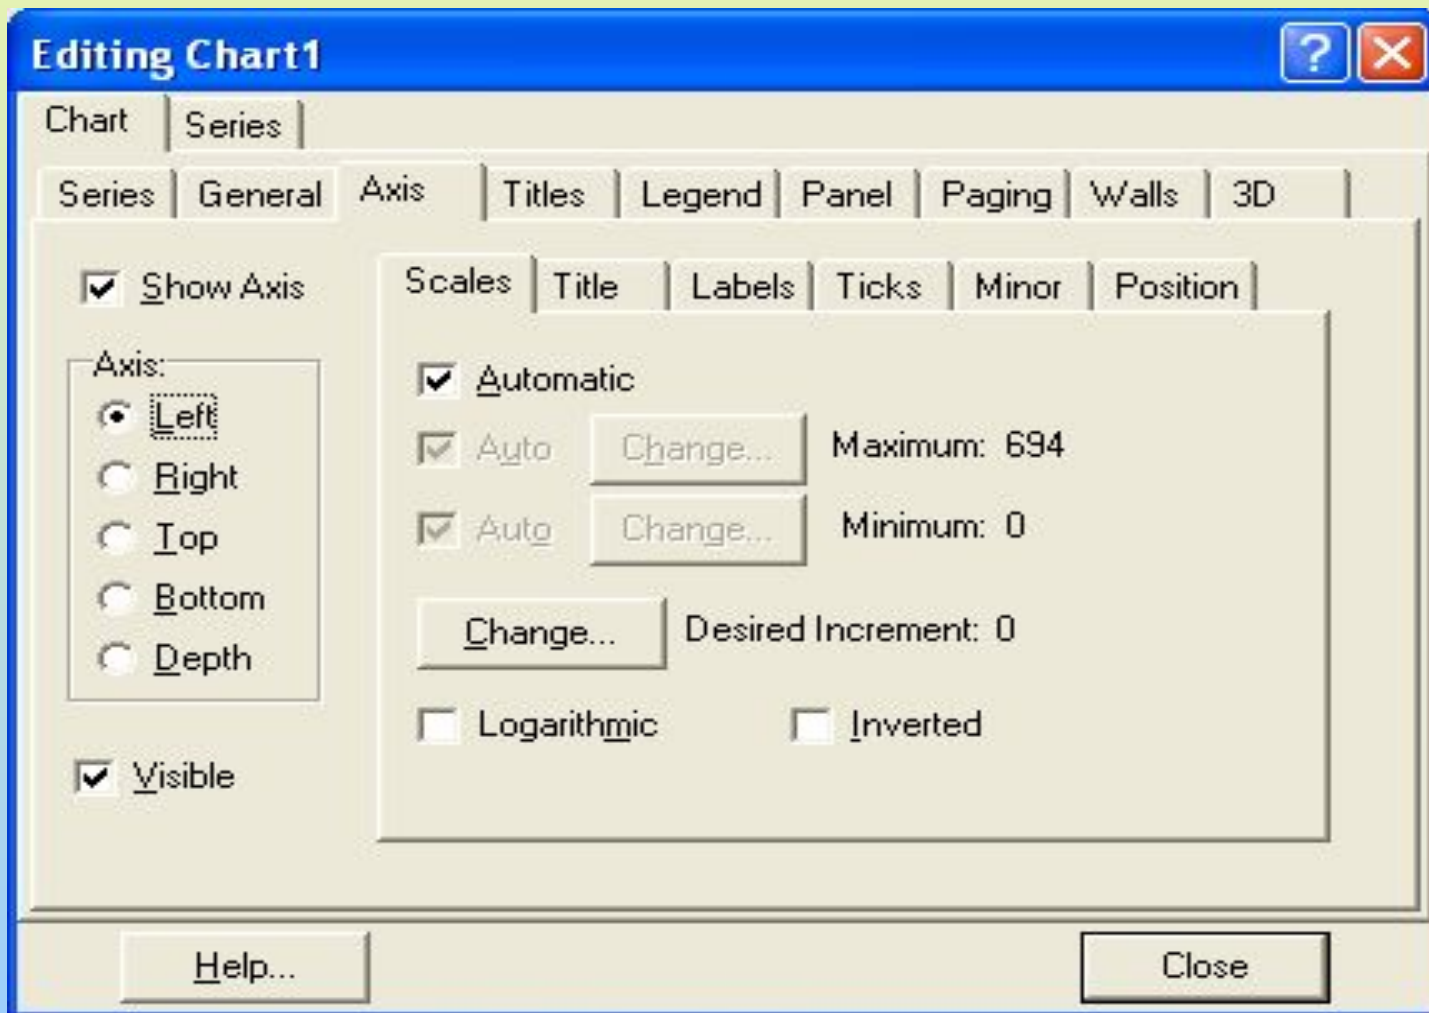 Editing Chart1
Chart Series
Series General Axis Titles Legend Panel Paging Walls 3D
Show Axis
Axis:
Left
Right
Top
Bottom
Depth
Visible
Scales Title Labels Ticks Minor Position
Automatic
Auto Change... Maximum: 694
Auto Change... Minimum: 0
Change... Desired Increment: 0
Logarithmic Inverted
Help... Close